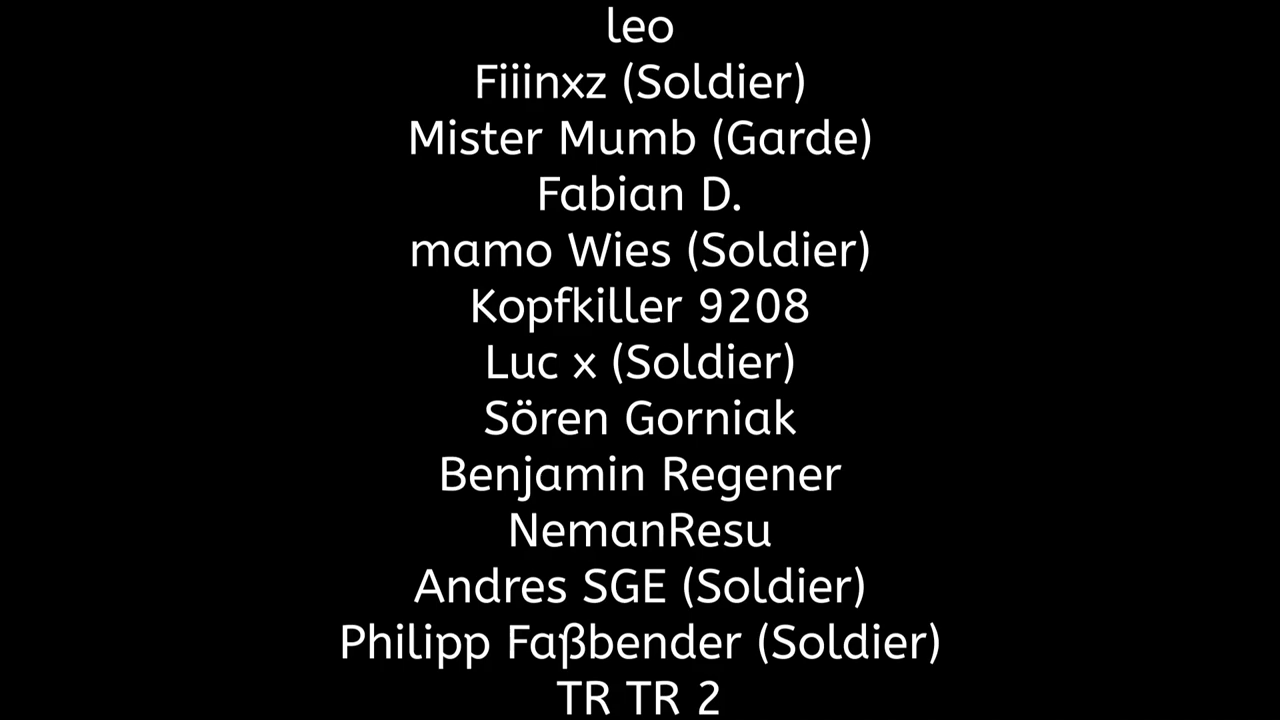 leo
Fiiinxz (Soldier)
Mister Mumb (Garde)
Fabian D.
mamo Wies (Soldier)
Kopfkiller 9208
Luc x (Soldier)
Sören Gorniak
Benjamin Regener
NemanResu
Andres SGE (Soldier)
Philipp Faßbender (Soldier)
TR TR 2